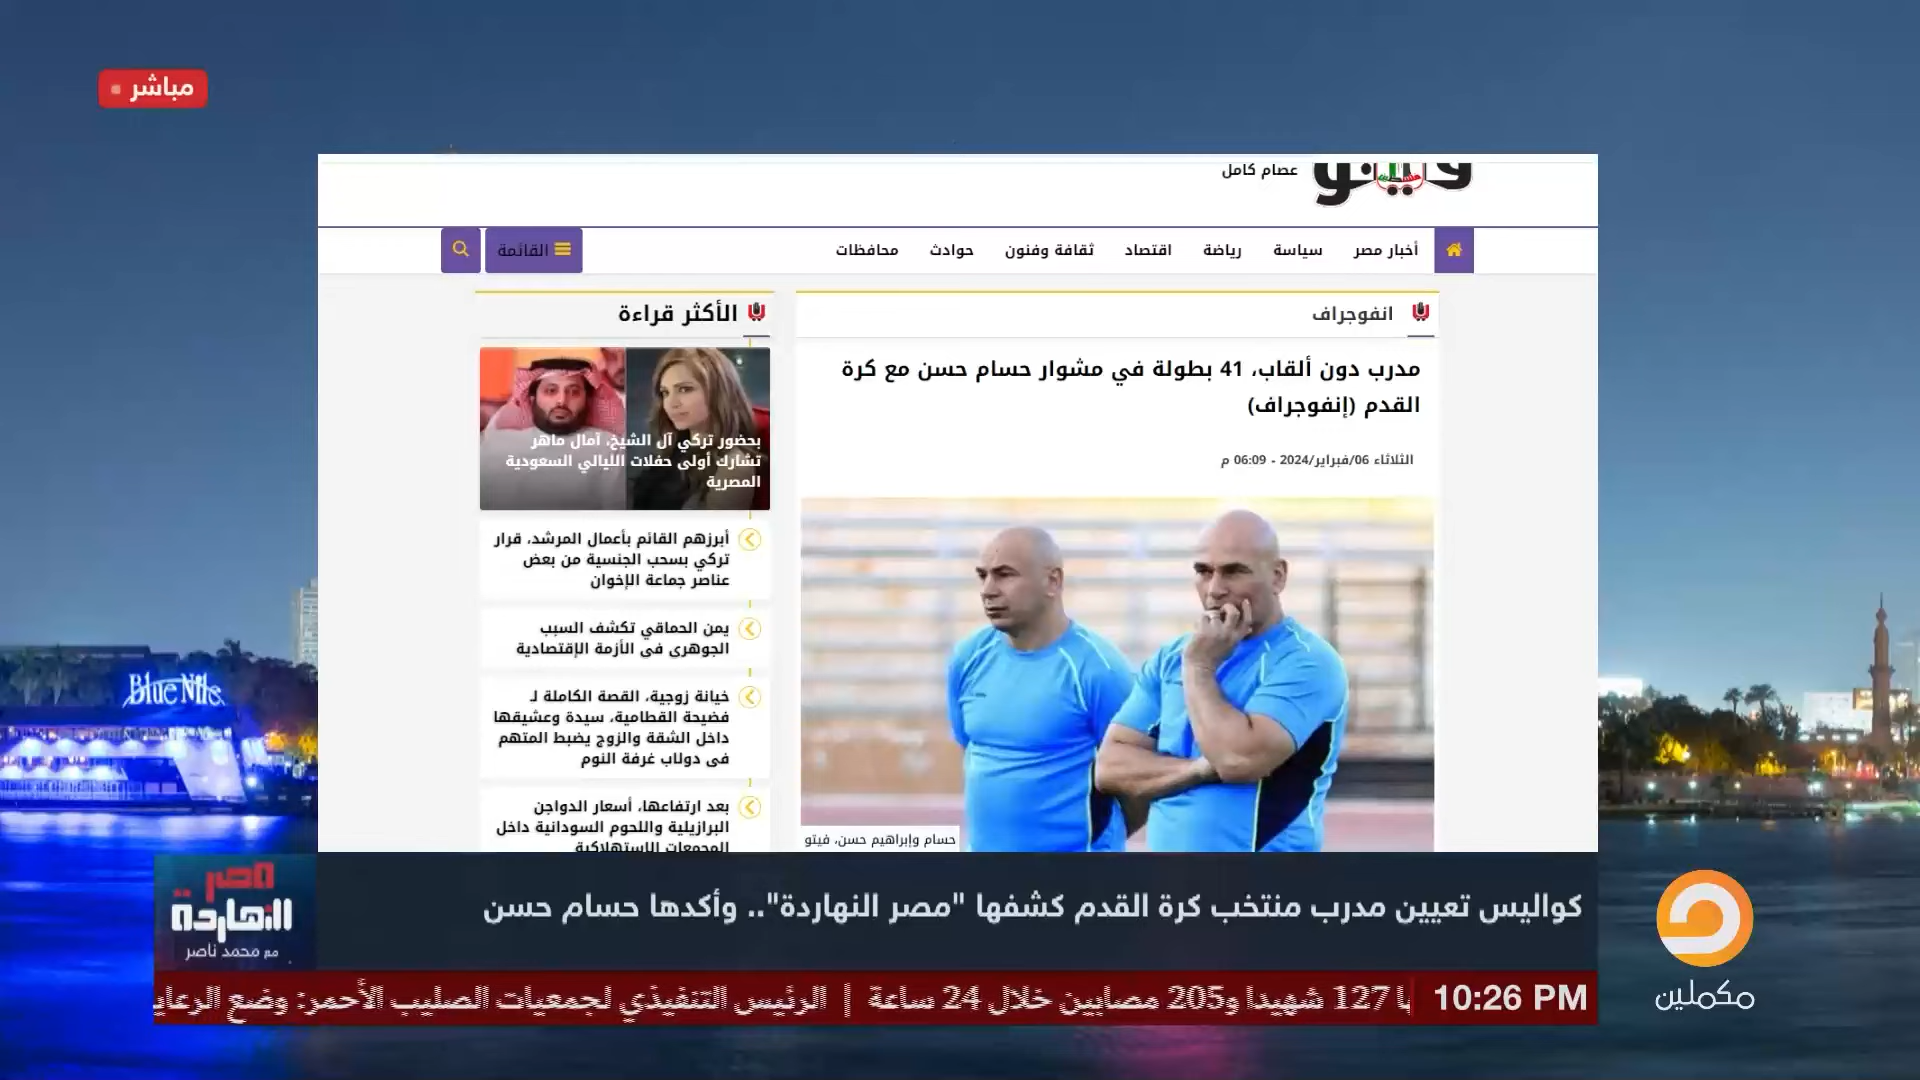 مباشر
عصام كامل
فيتو
أخبار مصر
سياسة
رياضة
اقتصاد
ثقافة وفنون
حوادث
محافظات
القائمة
انفوجراف
مدرب دون ألقاب، 41 بطولة في مشوار حسام حسن مع كرة
القدم (إنفوجراف)
الثلاثاء 06/فبراير/2024 - 06:09 م
حسام وإبراهيم حسن، فيتو
الأكثر قراءة
بحضور تركي آل الشيخ، آمال ماهر
تشارك أولى حفلات الليالي السعودية
المصرية
أبرزهم القائم بأعمال المرشد، قرار
تركي بسحب الجنسية من بعض
عناصر جماعة الإخوان
يمن الحماقي تكشف السبب
الجوهري في الأزمة الإقتصادية
خيانة زوجية، القصة الكاملة لـ
فضيحة القطامية، سيدة وعشيقها
داخل الشقة والزوج يضبط المتهم
في دولاب غرفة النوم
بعد ارتفاعها، أسعار الدواجن
البرازيلية واللحوم السودانية داخل
المجمعات الاستهلاكية
Blue Nile
كواليس تعيين مدرب منتخب كرة القدم كشفها "مصر النهاردة".. وأكدها حسام حسن
مصر
النهاردة
مع محمد ناصر
10:26 PM
127 شهيدا و205 مصابين خلال 24 ساعة | الرئيس التنفيذي لجمعيات الصليب الأحمر: وضع
مكملين